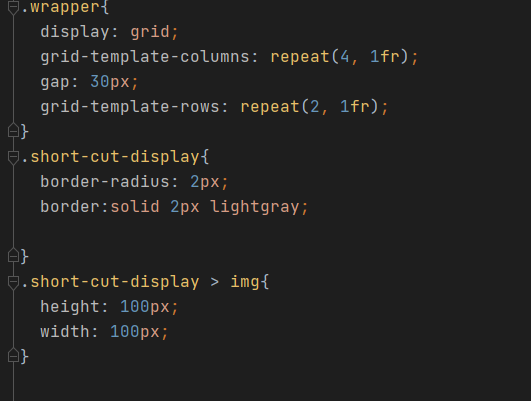 .wrapper{
display: grid;
grid-template-columns: repeat(4, 1fr);
gap: 30px;
grid-template-rows: repeat(2, 1fr);
}
.short-cut-display{
border-radius: 2px;
border:solid 2px lightgray;
}
.short-cut-display > img{
height: 100px;
width: 100px;
}